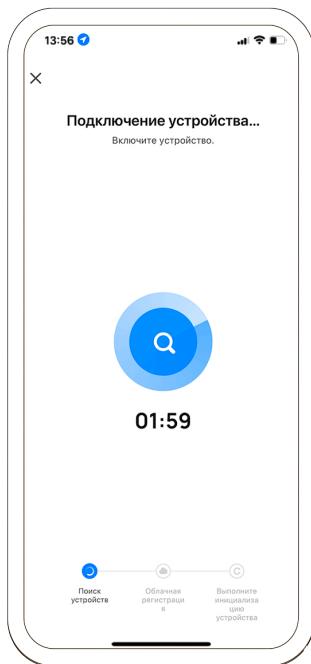 13:56
Подключение устройства...
Включите устройство.
01:59
Поиск
устройств
Облачная
регистраци
я
Выполните
инициализа
цию
устройства